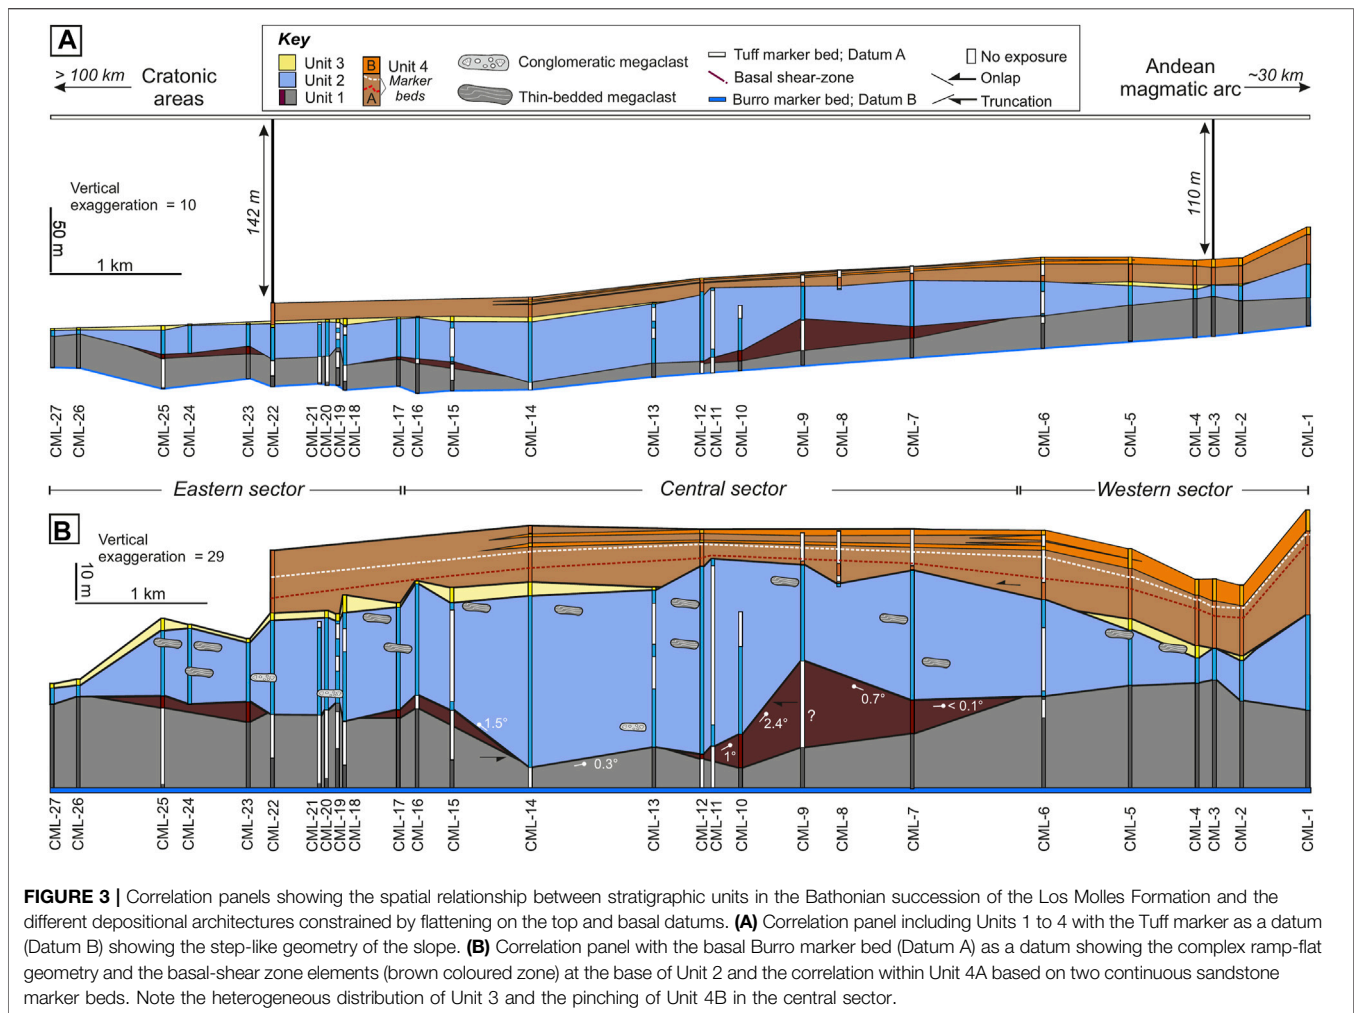 A
> 100 km
Cratonic
areas
Key
Unit 3
Unit 2
Unit 1
B
A
Unit 4
Marker
beds
Conglomeratic megaclast
Thin-bedded megaclast
Tuff marker bed; Datum A
Basal shear-zone
Burro marker bed; Datum B
No exposure
Onlap
Truncation
Andean
magmatic arc
~30 km
Vertical
exaggeration = 10
50 m
1 km
142 m
110 m
CML-27
CML-26
CML-25
CML-24
CML-23
CML-22
CML-21
CML-20
CML-19
CML-18
CML-17
CML-16
CML-15
CML-14
CML-13
CML-12
CML-11
CML-10
CML-9
CML-8
CML-7
CML-6
CML-5
CML-4
CML-3
CML-2
CML-1
Eastern sector
Central sector
Western sector
B
Vertical
exaggeration = 29
10 m
1 km
1.5°
0.3°
1°
2.4°
?
0.7°
< 0.1°
CML-27
CML-26
CML-25
CML-24
CML-23
CML-22
CML-21
CML-20
CML-19
CML-18
CML-17
CML-16
CML-15
CML-14
CML-13
CML-12
CML-11
CML-10
CML-9
CML-8
CML-7
CML-6
CML-5
CML-4
CML-3
CML-2
CML-1
FIGURE 3 | Correlation panels showing the spatial relationship between stratigraphic units in the Bathonian succession of the Los Molles Formation and the
different depositional architectures constrained by flattening on the top and basal datums. (A) Correlation panel including Units 1 to 4 with the Tuff marker as a datum
(Datum B) showing the step-like geometry of the slope. (B) Correlation panel with the basal Burro marker bed (Datum A) as a datum showing the complex ramp-flat
geometry and the basal-shear zone elements (brown coloured zone) at the base of Unit 2 and the correlation within Unit 4A based on two continuous sandstone
marker beds. Note the heterogeneous distribution of Unit 3 and the pinching of Unit 4B in the central sector.